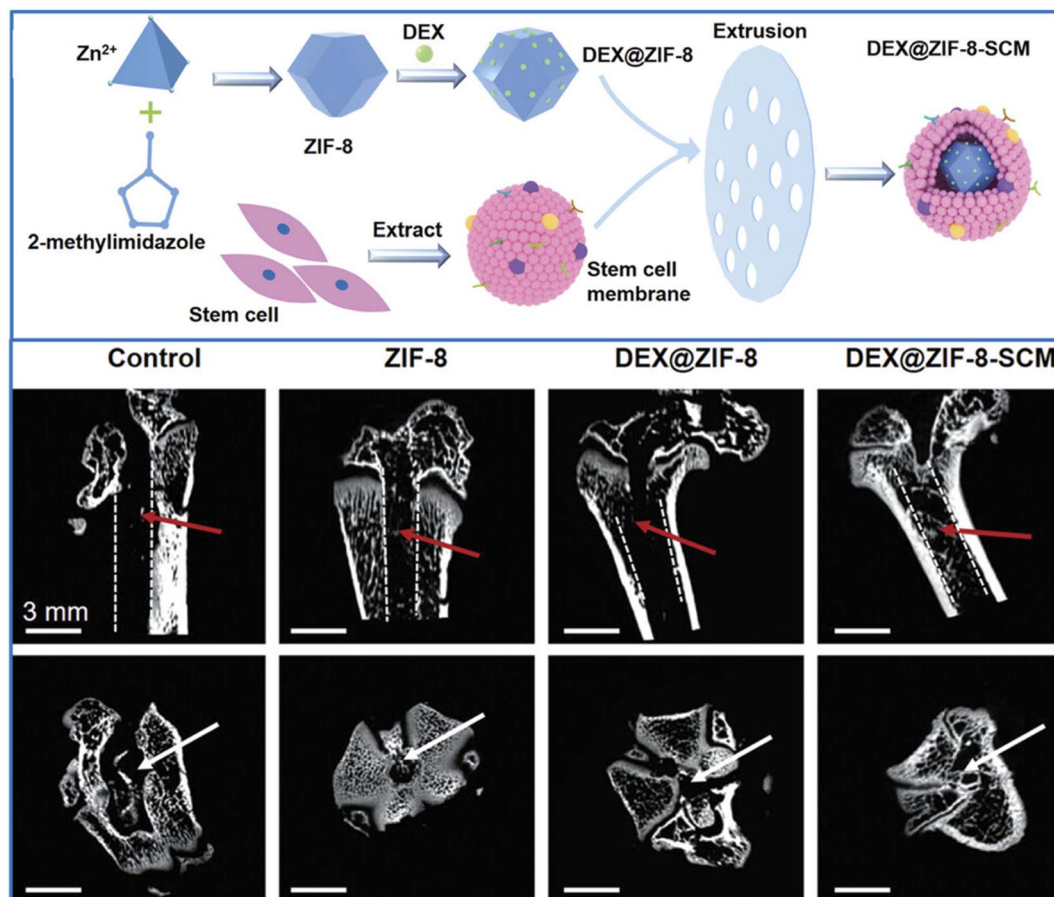 Zn²⁺
DEX
DEX@ZIF-8
Extrusion
DEX@ZIF-8-SCM
ZIF-8
2-methylimidazole
Extract
Stem cell
Stem cell
membrane
Control
ZIF-8
DEX@ZIF-8
DEX@ZIF-8-SCM
3 mm